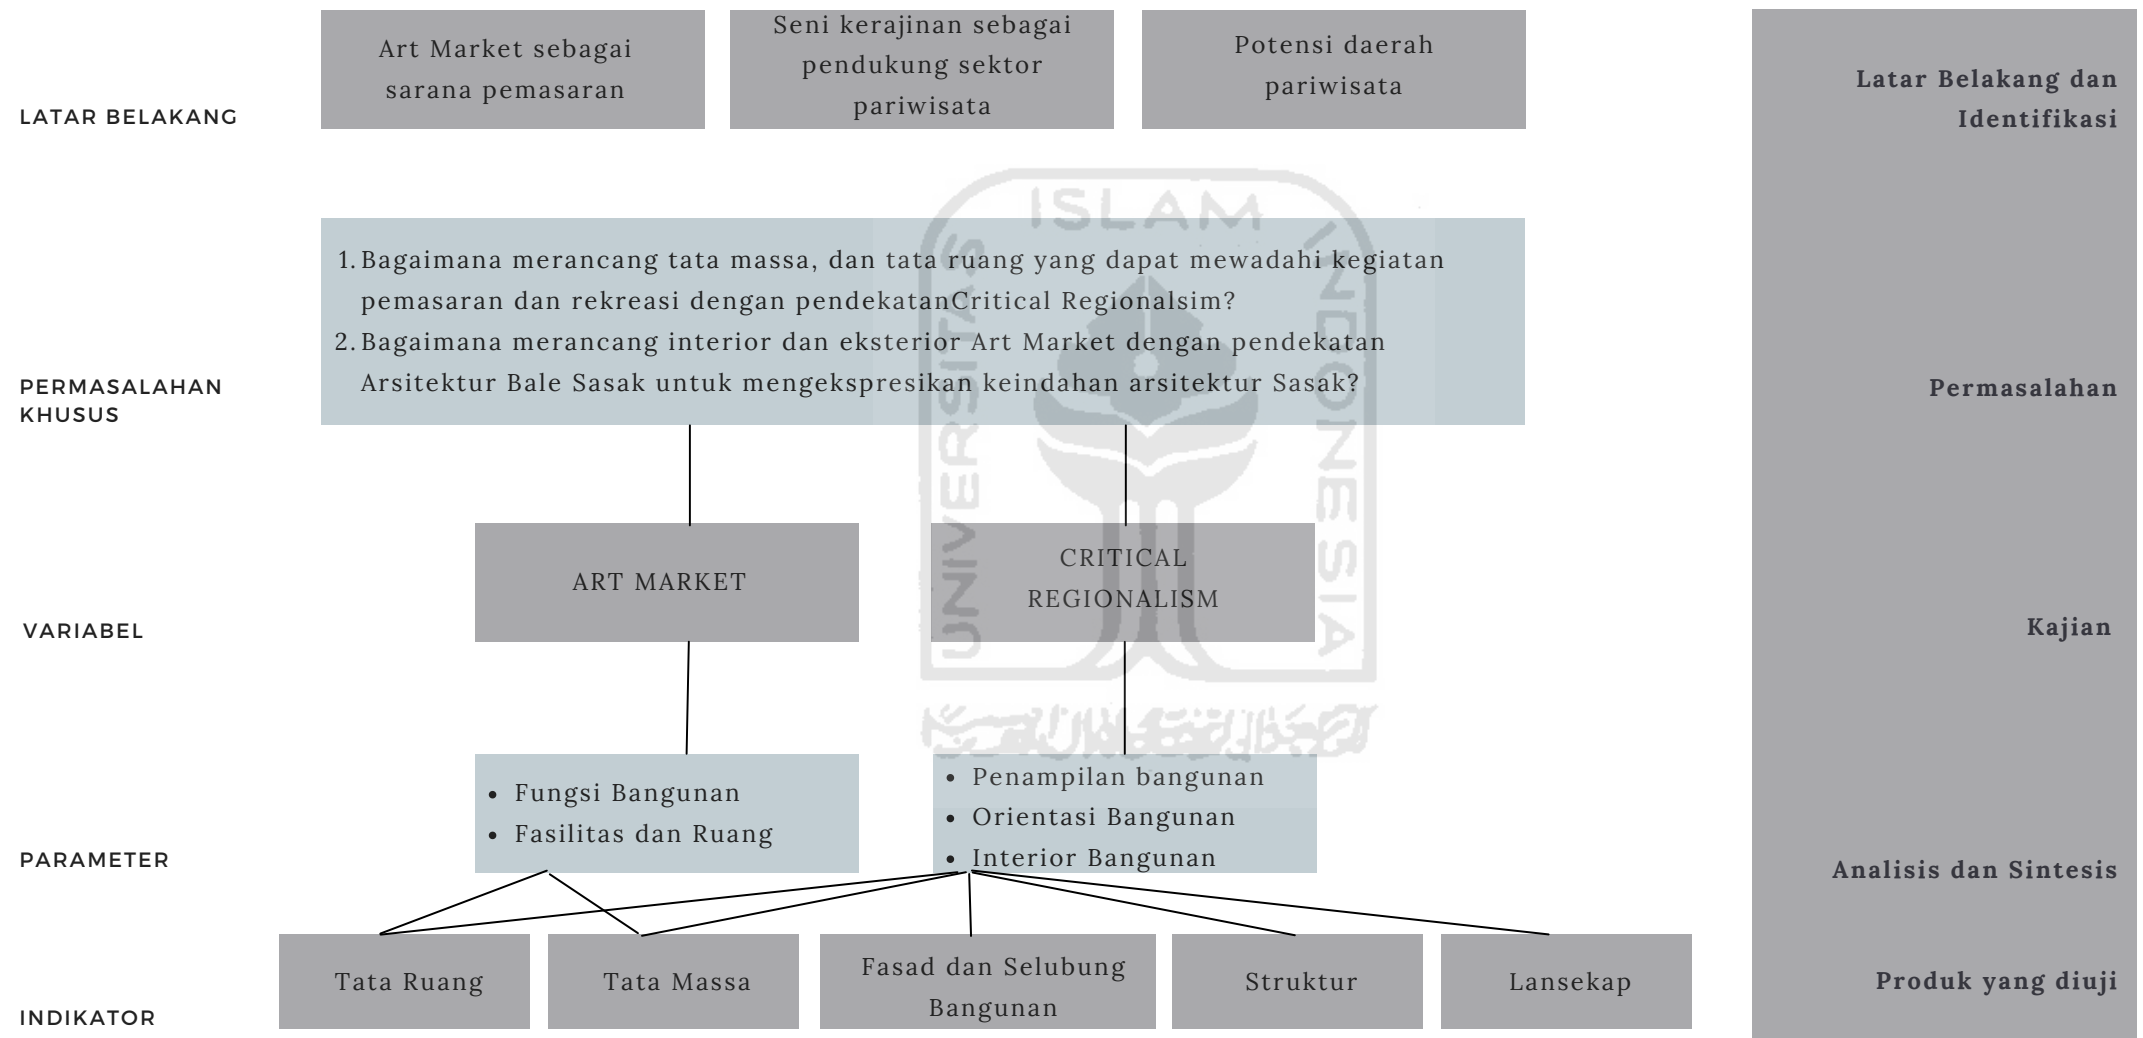 Art Market sebagai
sarana pemasaran
Seni kerajinan sebagai
pendukung sektor
pariwisata
Potensi daerah
pariwisata
Latar Belakang dan
Identifikasi
LATAR BELAKANG
1. Bagaimana merancang tata massa, dan tata ruang yang dapat mewadahi kegiatan
pemasaran dan rekreasi dengan pendekatanCritical Regionalsim?
2. Bagaimana merancang interior dan eksterior Art Market dengan pendekatan
Arsitektur Bale Sasak untuk mengekspresikan keindahan arsitektur Sasak?
PERMASALAHAN
KHUSUS
Permasalahan
ART MARKET
CRITICAL
REGIONALISM
VARIABEL
Kajian
• Fungsi Bangunan
• Fasilitas dan Ruang
• Penampilan bangunan
• Orientasi Bangunan
• Interior Bangunan
PARAMETER
Analisis dan Sintesis
Tata Ruang
Tata Massa
Fasad dan Selubung
Bangunan
Struktur
Lansekap
Produk yang diuji
INDIKATOR
UNIVERSITAS
ISLAM
INDONESIA